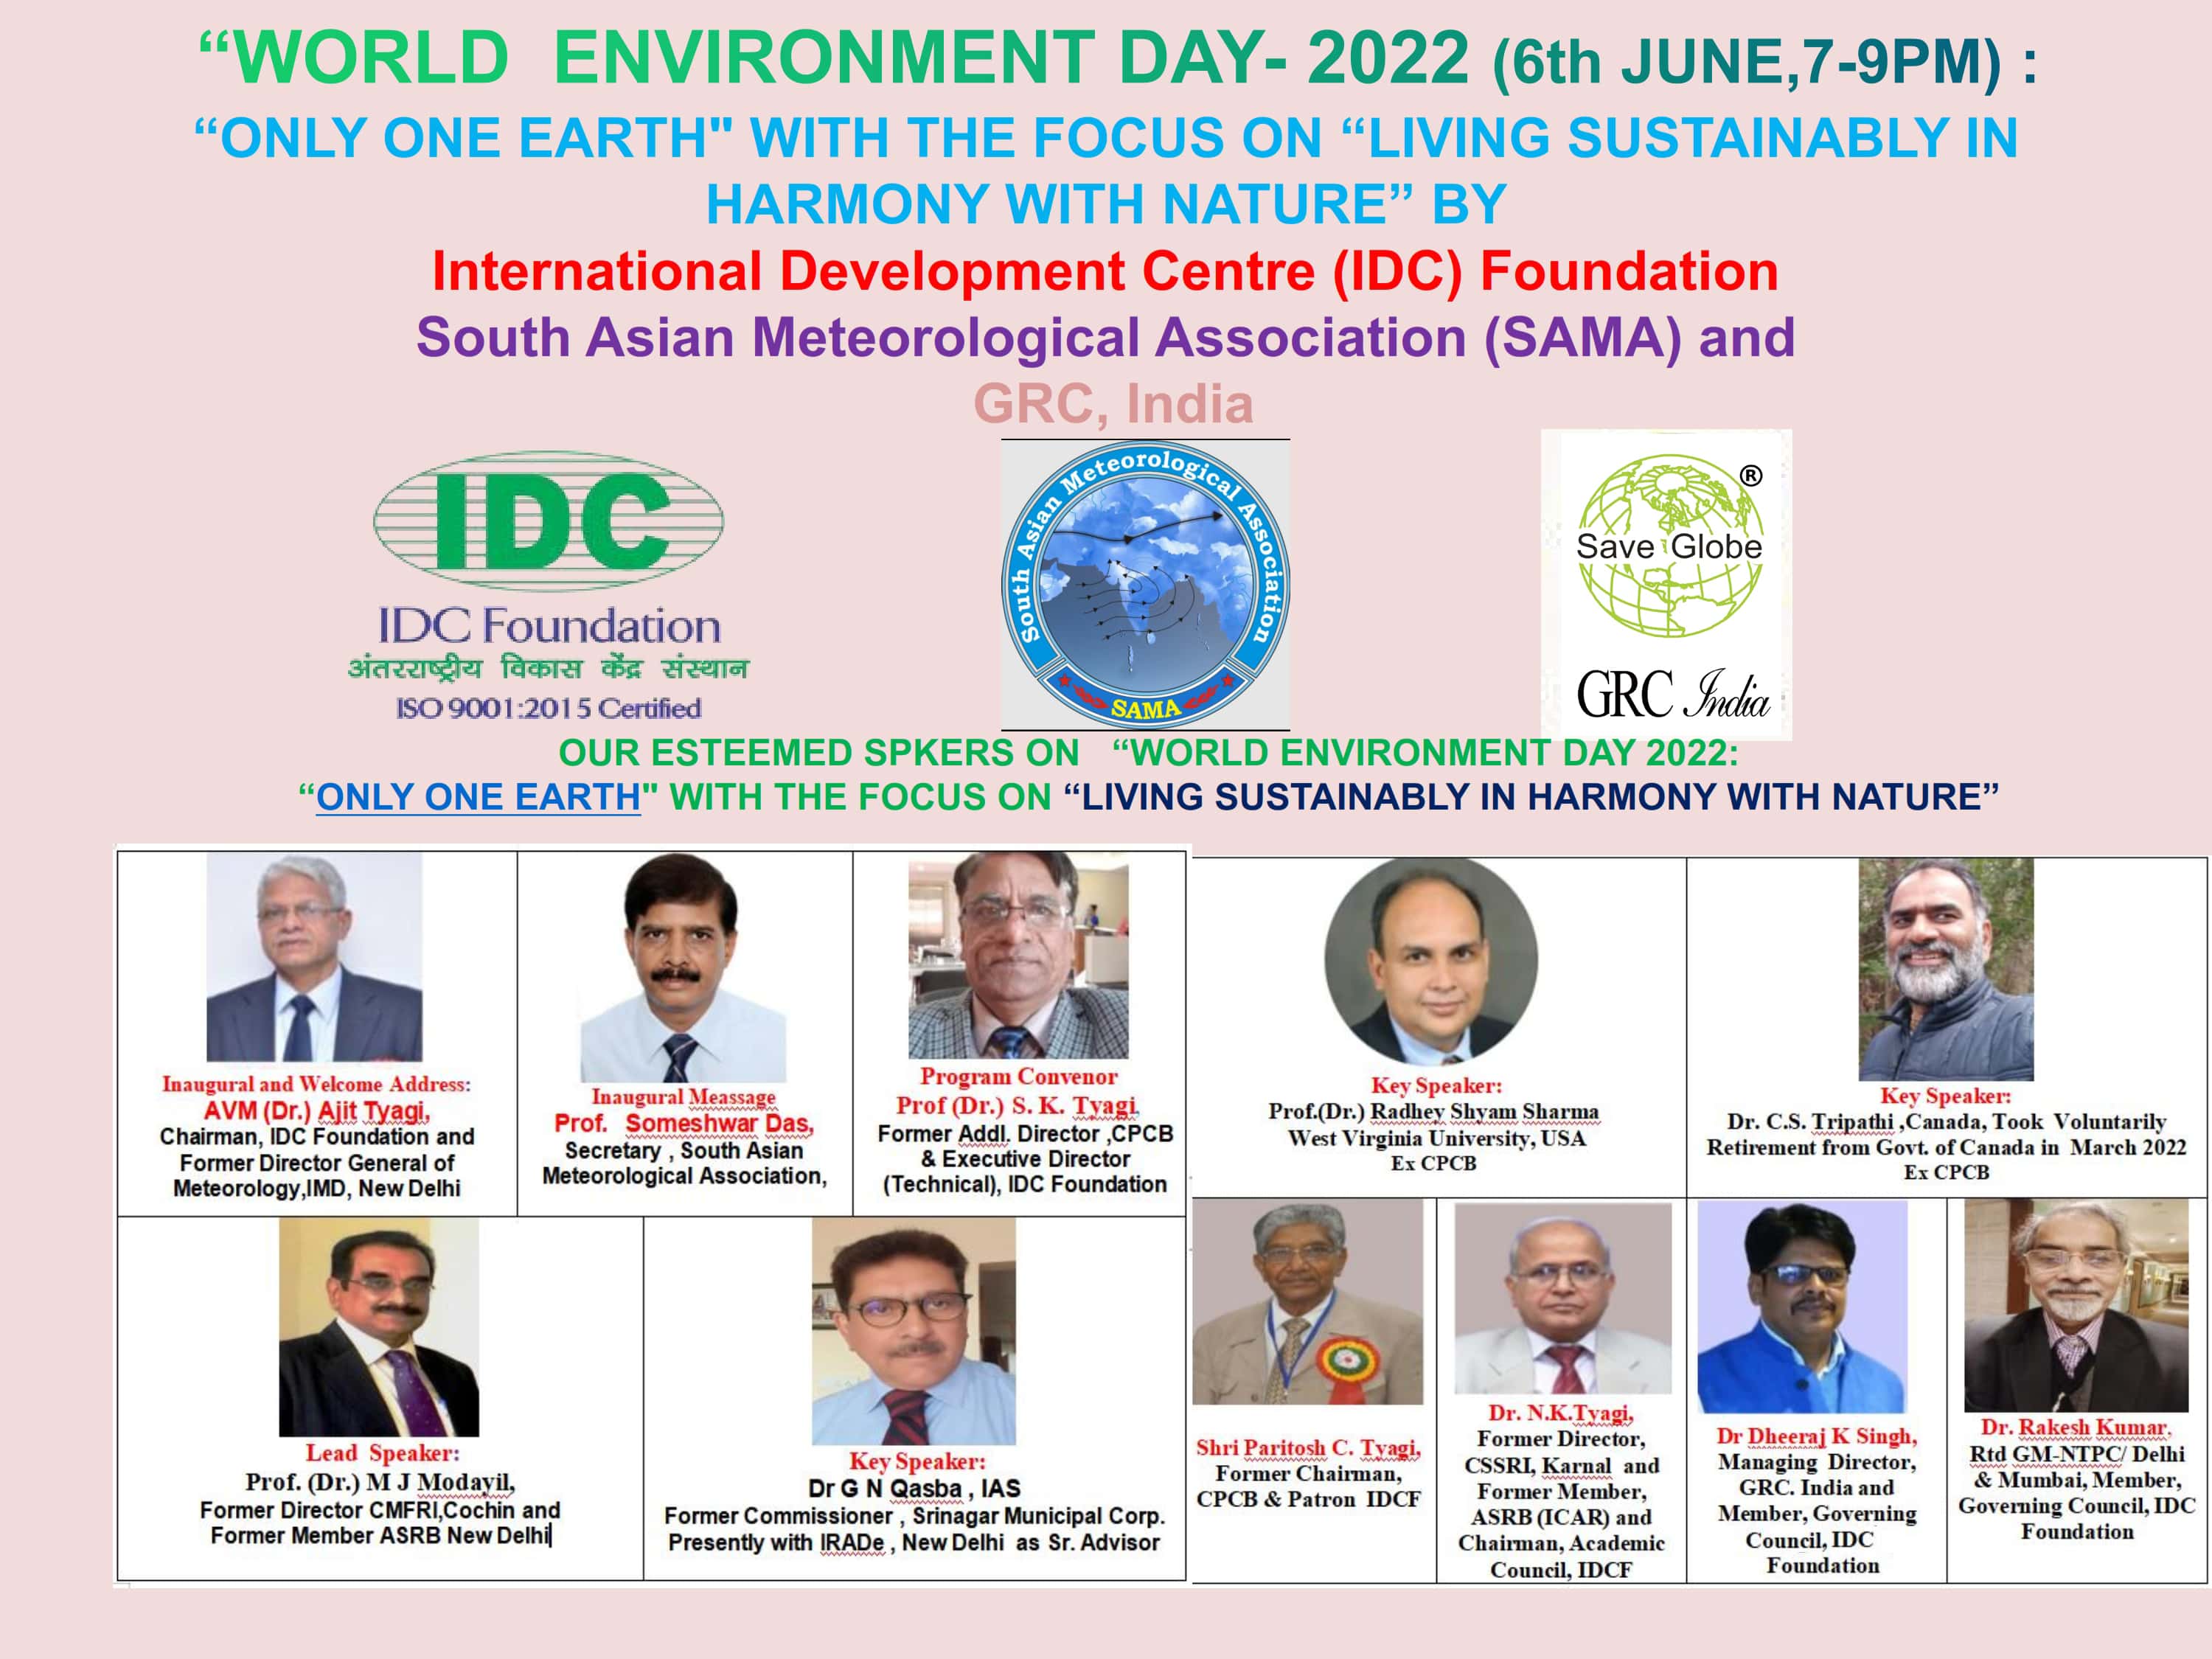 “WORLD ENVIRONMENT DAY- 2022 (6th JUNE,7-9PM) :
“ONLY ONE EARTH" WITH THE FOCUS ON “LIVING SUSTAINABLY IN
HARMONY WITH NATURE” BY
International Development Centre (IDC) Foundation
South Asian Meteorological Association (SAMA) and
GRC, India
IDC
IDC Foundation
अंतरराष्ट्रीय विकास केंद्र संस्थान
ISO 9001:2015 Certified
South Asian Meteorological Association
SAMA
®
Save Globe
GRC India
OUR ESTEEMED SPKERS ON “WORLD ENVIRONMENT DAY 2022:
“ONLY ONE EARTH" WITH THE FOCUS ON “LIVING SUSTAINABLY IN HARMONY WITH NATURE”
Inaugural and Welcome Address:
AVM (Dr.) Ajit Tyagi,
Chairman, IDC Foundation and
Former Director General of
Meteorology,IMD, New Delhi
Inaugural Meassage
Prof. Someshwar Das,
Secretary , South Asian
Meteorological Association,
Program Convenor
Prof (Dr.) S. K. Tyagi
Former Addl. Director ,CPCB
& Executive Director
(Technical), IDC Foundation
Key Speaker:
Prof.(Dr.) Radhey Shyam Sharma
West Virginia University, USA
Ex CPCB
Key Speaker:
Dr. C.S. Tripathi ,Canada, Took Voluntarily
Retirement from Govt. of Canada in March 2022
Ex CPCB
Lead Speaker:
Prof. (Dr.) M J Modayil,
Former Director CMFRI,Cochin and
Former Member ASRB New Delhi
Key Speaker:
Dr G N Qasba , IAS
Former Commissioner , Srinagar Municipal Corp.
Presently with IRADe , New Delhi as Sr. Advisor
Shri Paritosh C. Tyagi,
Former Chairman,
CPCB & Patron IDCF
Dr. N.K.Tyagi,
Former Director,
CSSRI, Karnal and
Former Member,
ASRB (ICAR) and
Chairman, Academic
Council, IDCF
Dr Dheeraj K Singh,
Managing Director,
GRC. India and
Member, Governing
Council, IDC
Foundation
Dr. Rakesh Kumar,
Rtd GM-NTPC/ Delhi
& Mumbai, Member,
Governing Council, IDC
Foundation